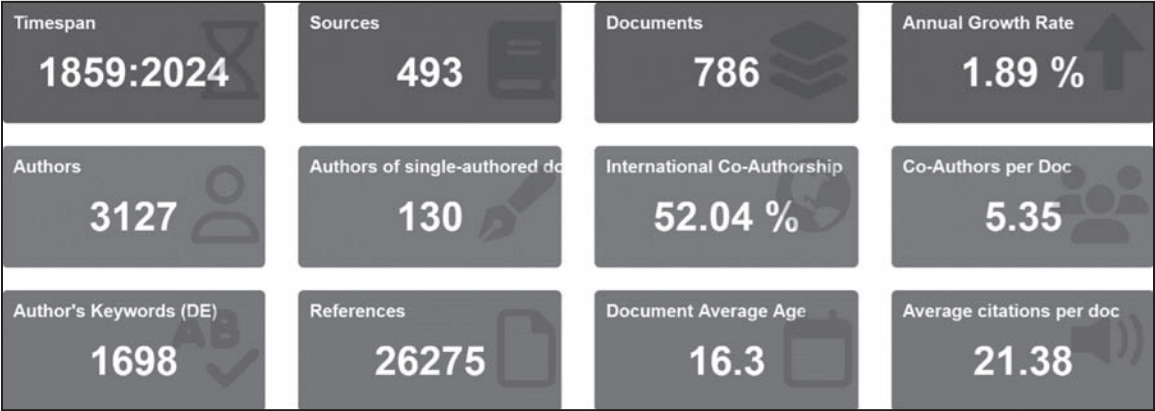 Timespan
1859:2024
Sources
493
Documents
786
Annual Growth Rate
1.89 %
Authors
3127
Authors of single-authored do
130
International Co-Authorship
52.04 %
Co-Authors per Doc
5.35
Author's Keywords (DE)
1698
References
26275
Document Average Age
16.3
Average citations per doc
21.38
AB